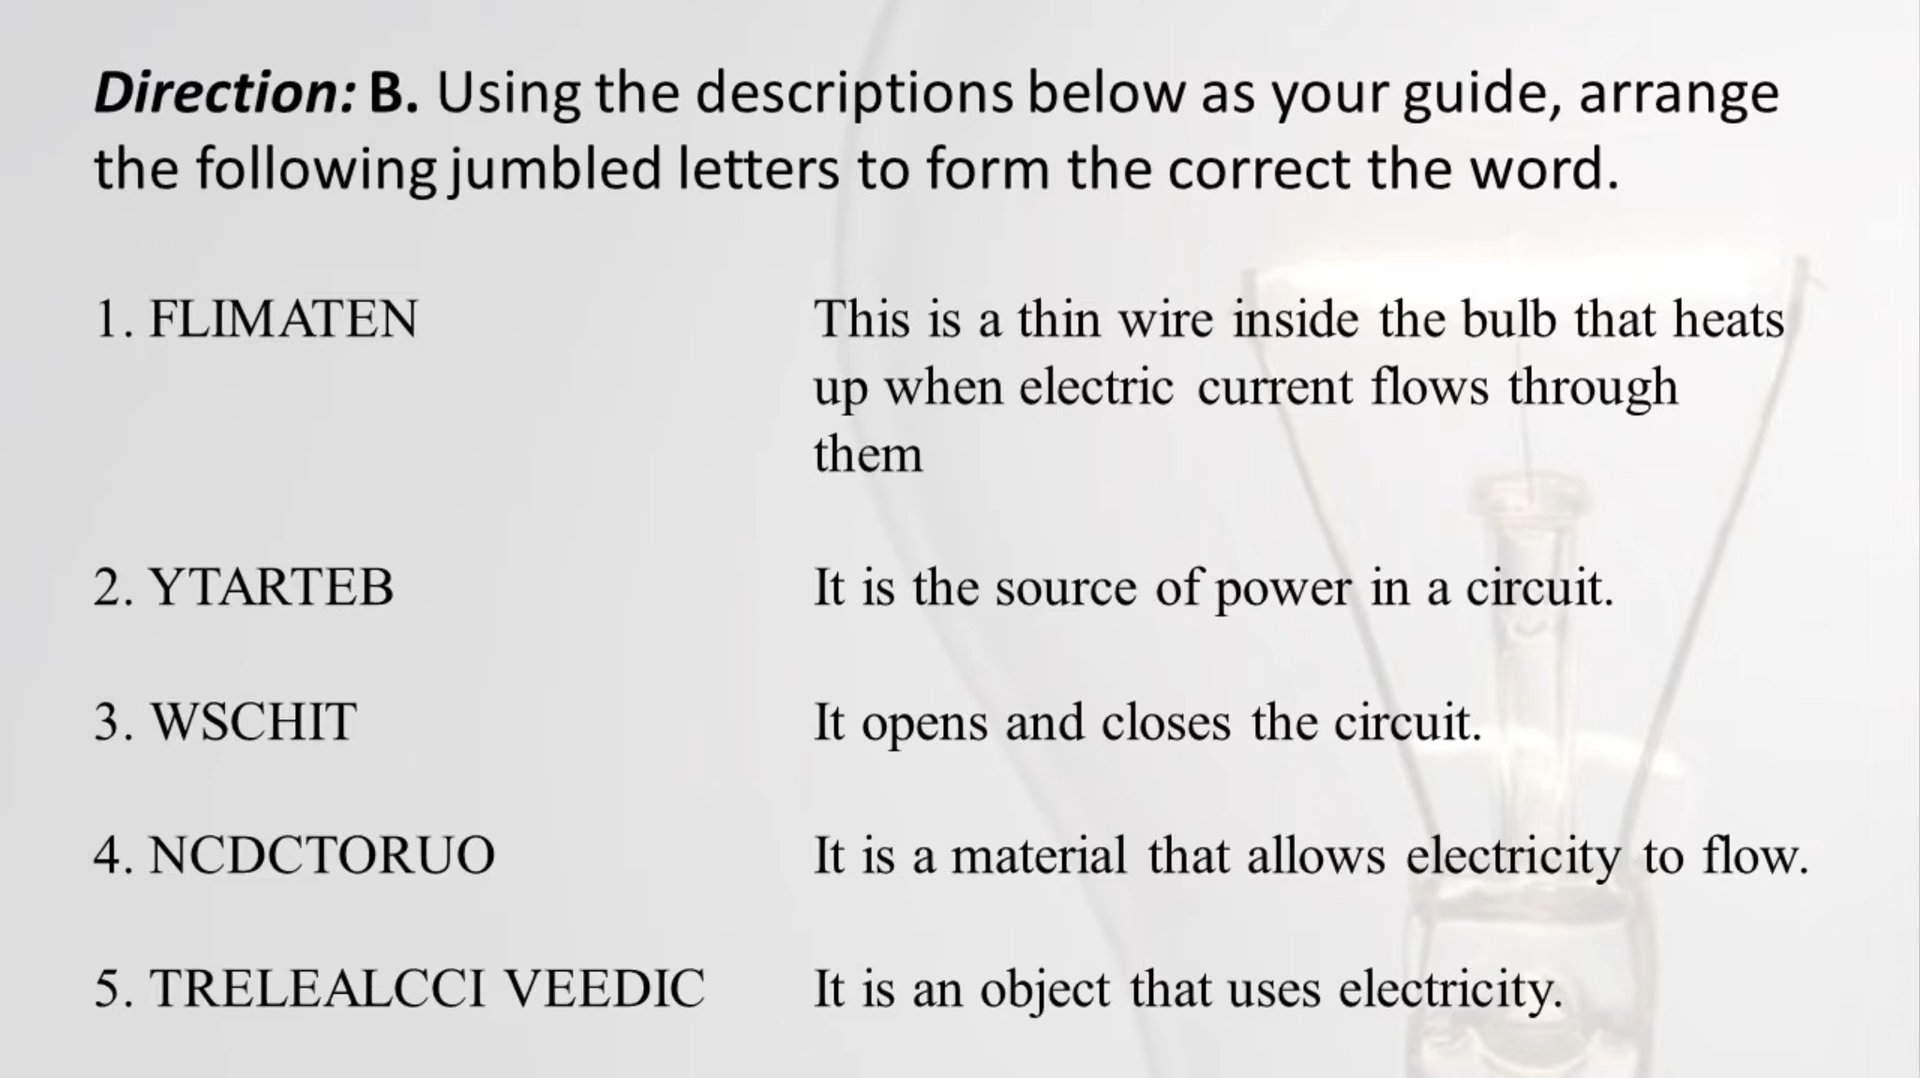 Direction: B. Using the descriptions below as your guide, arrange
the following jumbled letters to form the correct the word.
1. FLIMATEN
This is a thin wire inside the bulb that heats
up when electric current flows through
them
2. YTARTEB
It is the source of power in a circuit.
3. WSCHIT
It opens and closes the circuit.
4. NCDCTORUO
It is a material that allows electricity to flow.
5. TRELEALCCI VEEDIC
It is an object that uses electricity.